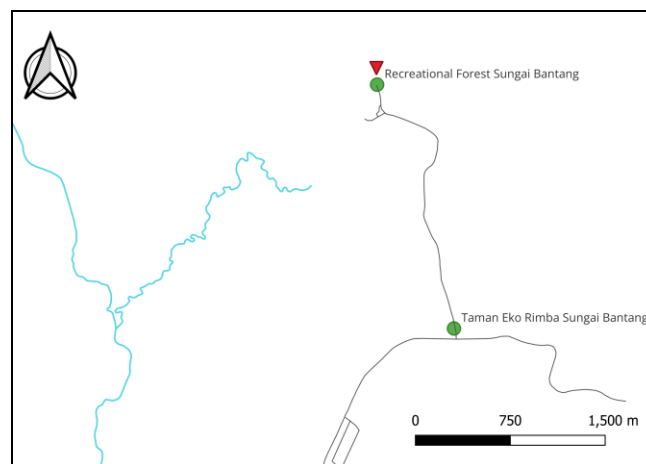 Recreational Forest Sungai Bantang
Taman Eko Rimba Sungai Bantang
0 750 1,500 m